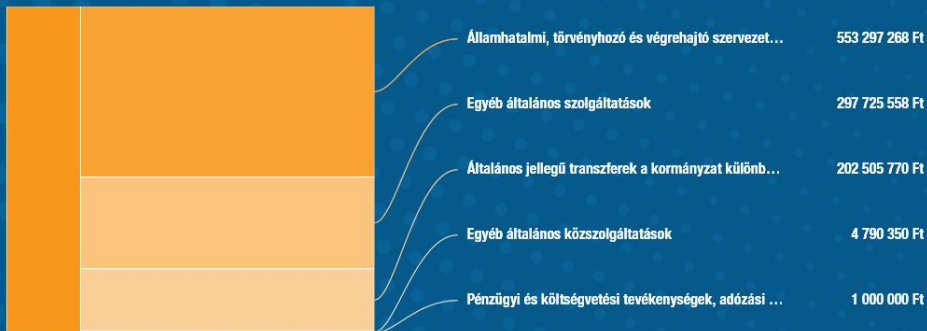 Államhatalmi, törvényhozó és végrehajtó szervezet… 553 297 268 Ft
Egyéb általános szolgáltatások 297 725 558 Ft
Általános jellegű transzferek a kormányzat különb… 202 505 770 Ft
Egyéb általános közszolgáltatások 4 790 350 Ft
Pénzügyi és költségvetési tevékenységek, adózási … 1 000 000 Ft